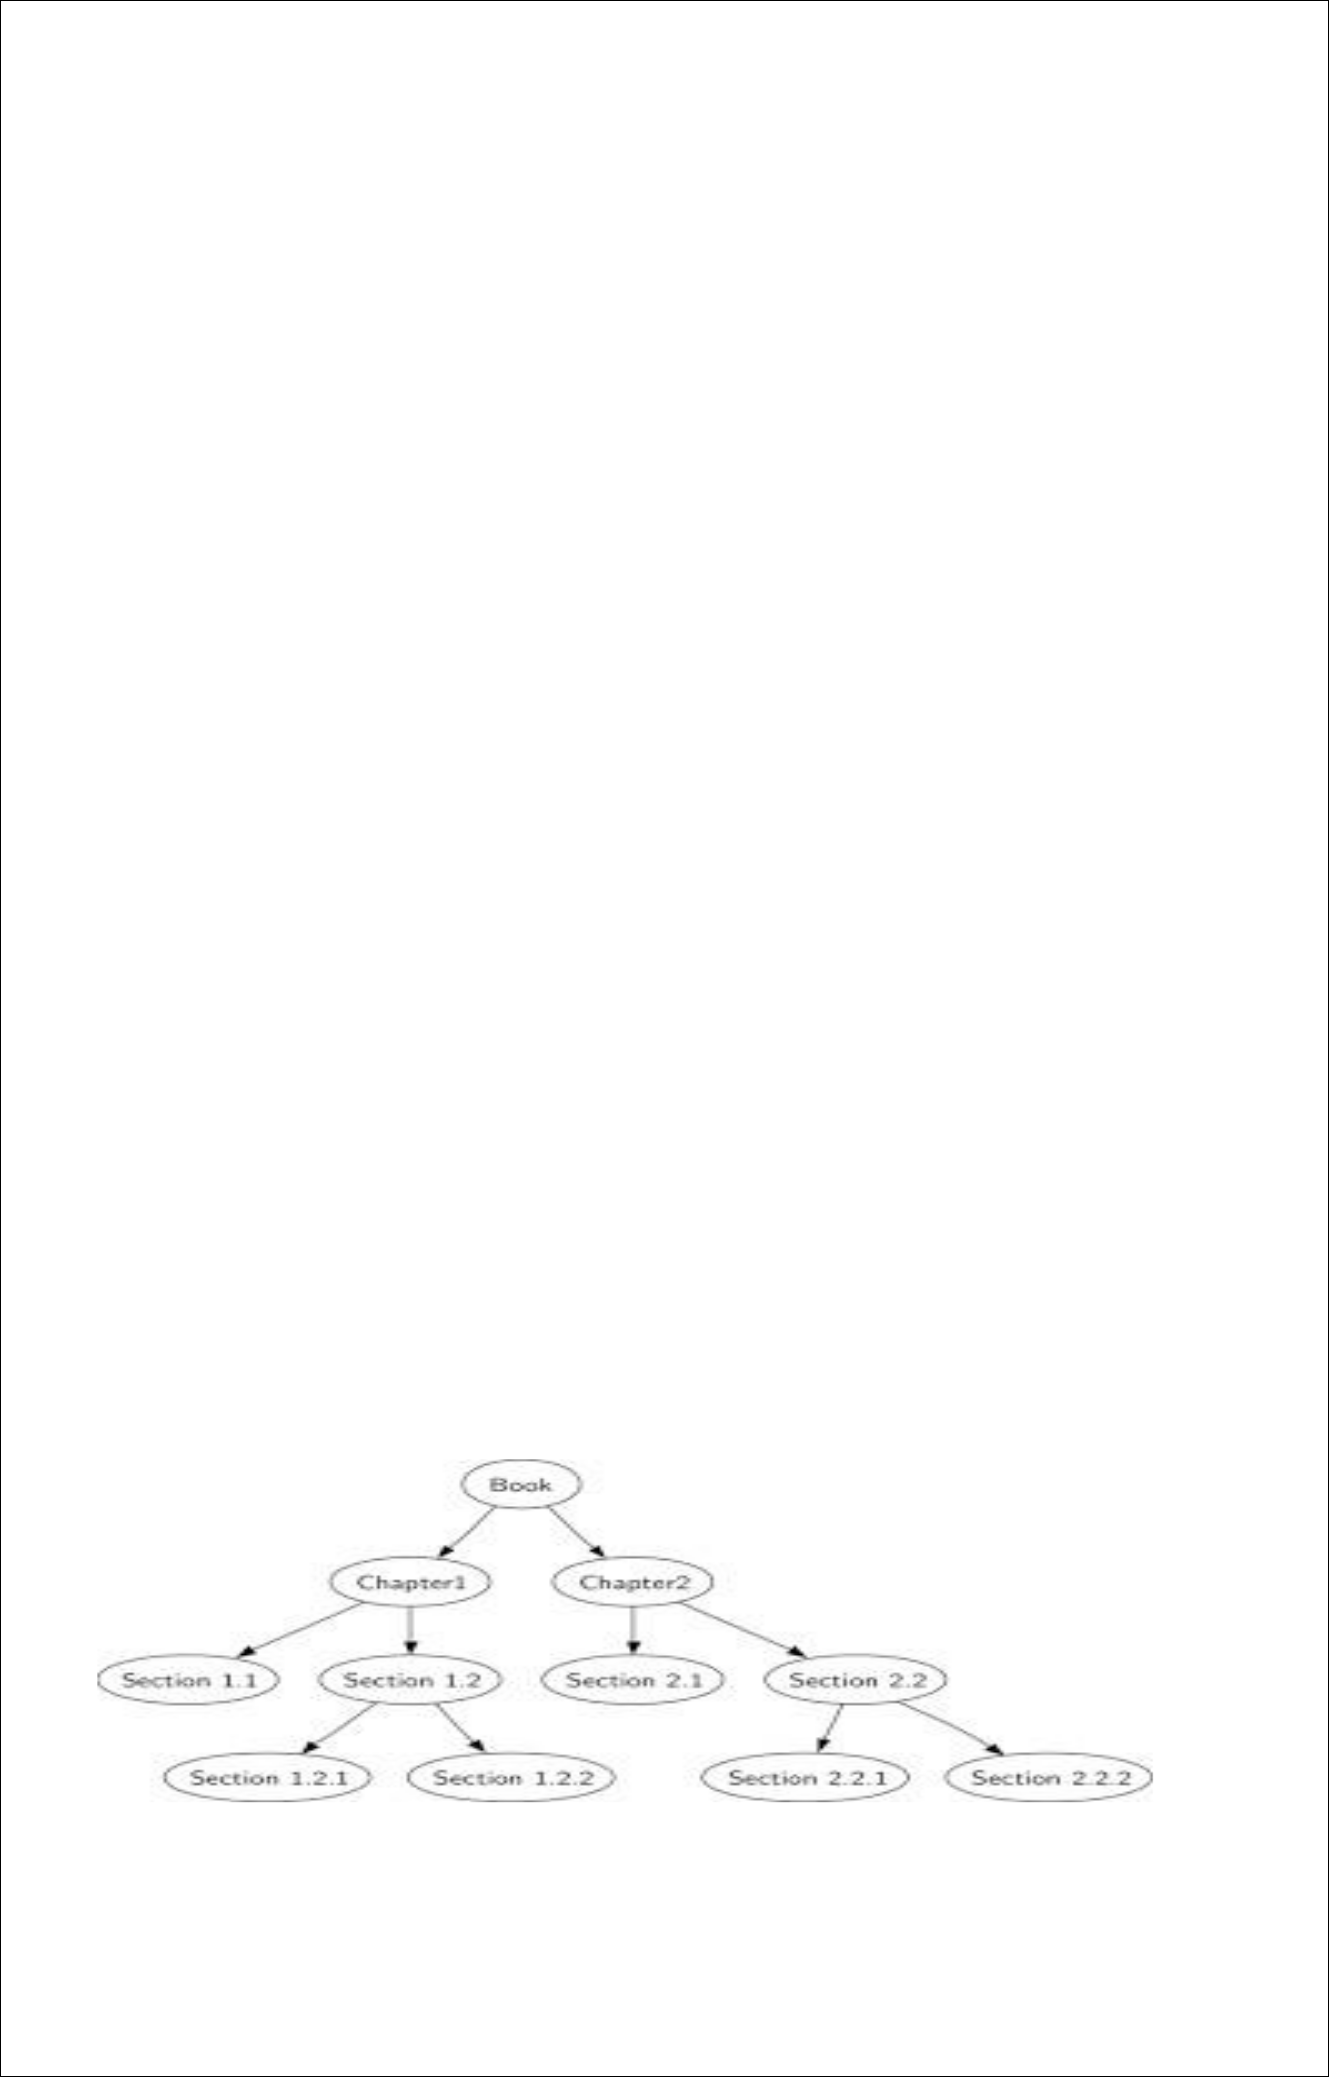 Book
Chapter1 Chapter2
Section 1.1 Section 1.2 Section 2.1 Section 2.2
Section 1.2.1 Section 1.2.2 Section 2.2.1 Section 2.2.2